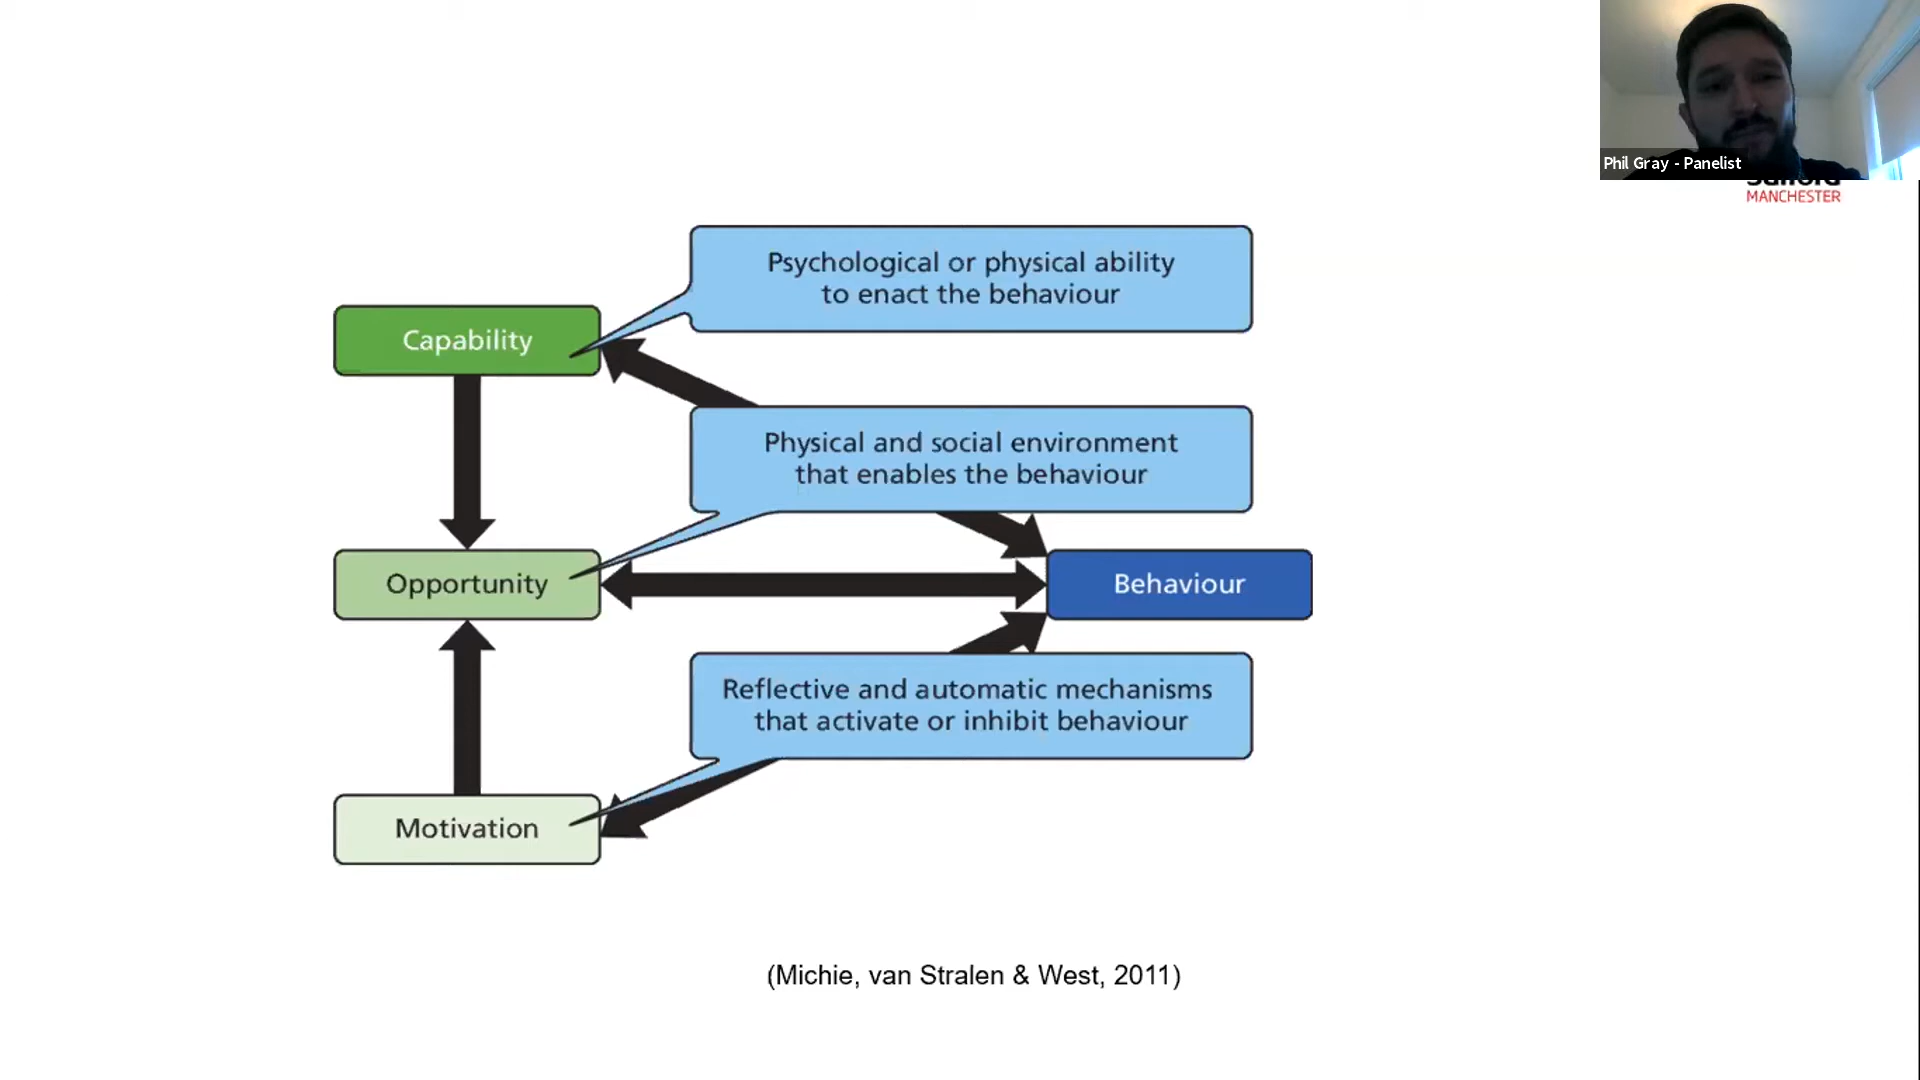 Phil Gray - Panelist
MANCHESTER
Psychological or physical ability
to enact the behaviour
Capability
Physical and social environment
that enables the behaviour
Opportunity
Behaviour
Reflective and automatic mechanisms
that activate or inhibit behaviour
Motivation
(Michie, van Stralen & West, 2011)